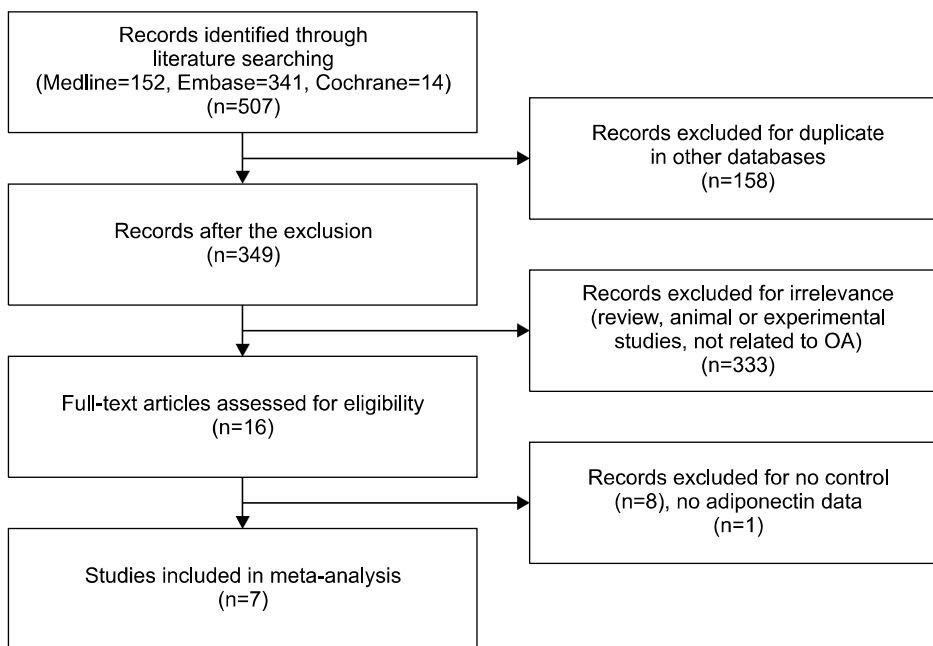 Records identified through
literature searching
(Medline=152, Embase=341, Cochrane=14)
(n=507)
Records excluded for duplicate
in other databases
(n=158)
Records after the exclusion
(n=349)
Records excluded for irrelevance
(review, animal or experimental
studies, not related to OA)
(n=333)
Full-text articles assessed for eligibility
(n=16)
Records excluded for no control
(n=8), no adiponectin data
(n=1)
Studies included in meta-analysis
(n=7)